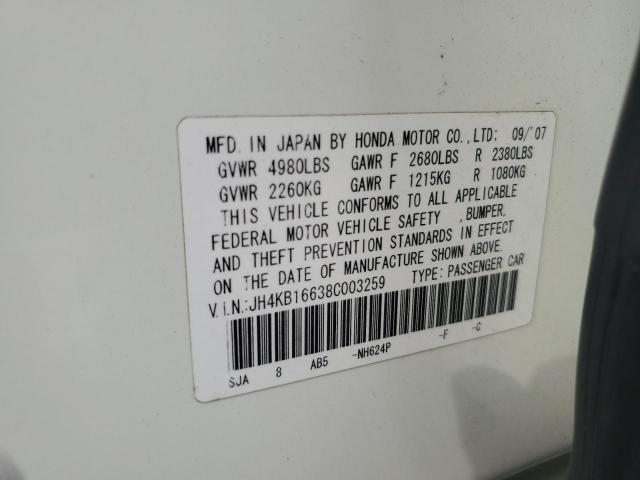 MFD. IN JAPAN BY HONDA MOTOR CO.,LTD: 09/'07
GVWR 4980LBS GAWR F 2680LBS R 2380LBS
GVWR 2260KG GAWR F 1215KG R 1080KG
THIS VEHICLE CONFORMS TO ALL APPLICABLE
FEDERAL MOTOR VEHICLE SAFETY ,BUMPER,
AND THEFT PREVENTION STANDARDS IN EFFECT
ON THE DATE OF MANUFACTURE SHOWN ABOVE.
V.I.N.:JH4KB16638C003259 TYPE: PASSENGER CAR
SJA 8 AB5 -NH624P -F -C